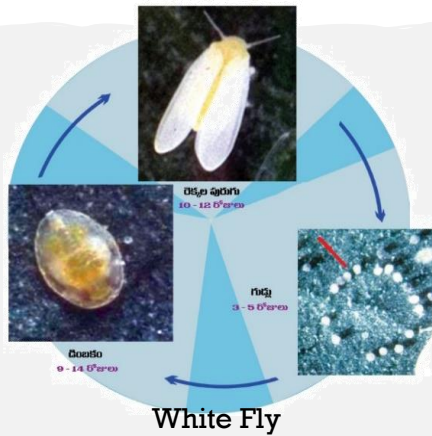 రెక్కల పురుగు
10 - 12 రోజులు
గుడ్లు
3 - 5 రోజులు
డింబకం
9 - 14 రోజులు
White Fly